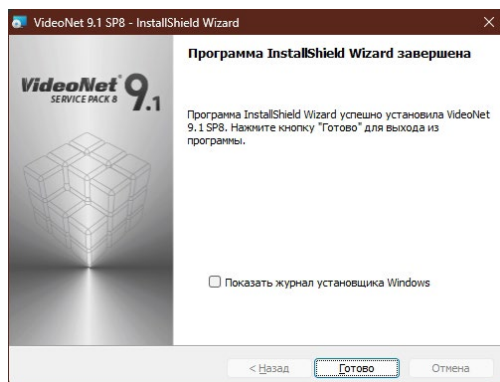 VideoNet 9.1 SP8 - InstallShield Wizard
Программа InstallShield Wizard завершена
VideoNet 9.1
SERVICE PACK 8
Программа InstallShield Wizard успешно установила VideoNet
9.1 SP8. Нажмите кнопку "Готово" для выхода из
программы.
Показать журнал установщика Windows
< Назад
Готово
Отмена